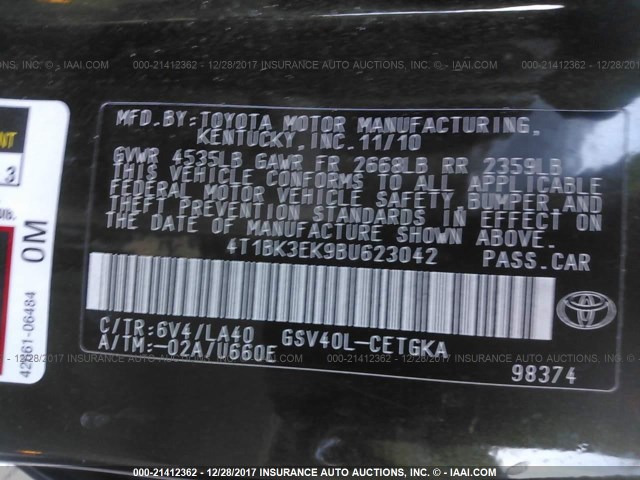 000-21412362 - 12/28/2017 INSURANCE AUTO AUCTIONS, INC. - © IAAI.COM
MFD.BY:TOYOTA MOTOR MANUFACTURING,
KENTUCKY, INC. 11/10
GVWR 4535LB GAWR FR 2668LB RR 2359LB
THIS VEHICLE CONFORMS TO ALL APPLICABLE
FEDERAL MOTOR VEHICLE SAFETY,BUMPER AND
THEFT PREVENTION STANDARDS IN EFFECT ON
THE DATE OF MANUFACTURE SHOWN ABOVE.
4T1BK3EK9BU623042 PASS.CAR
C/TR:6V4/LA40 GSV40L-CETGKA
A/TM:-02A/U660E
98374
3
0M
42661-06484
000-21412362 - 12/28/2017 INSURANCE AUTO AUCTIONS, INC. - © IAAI.COM